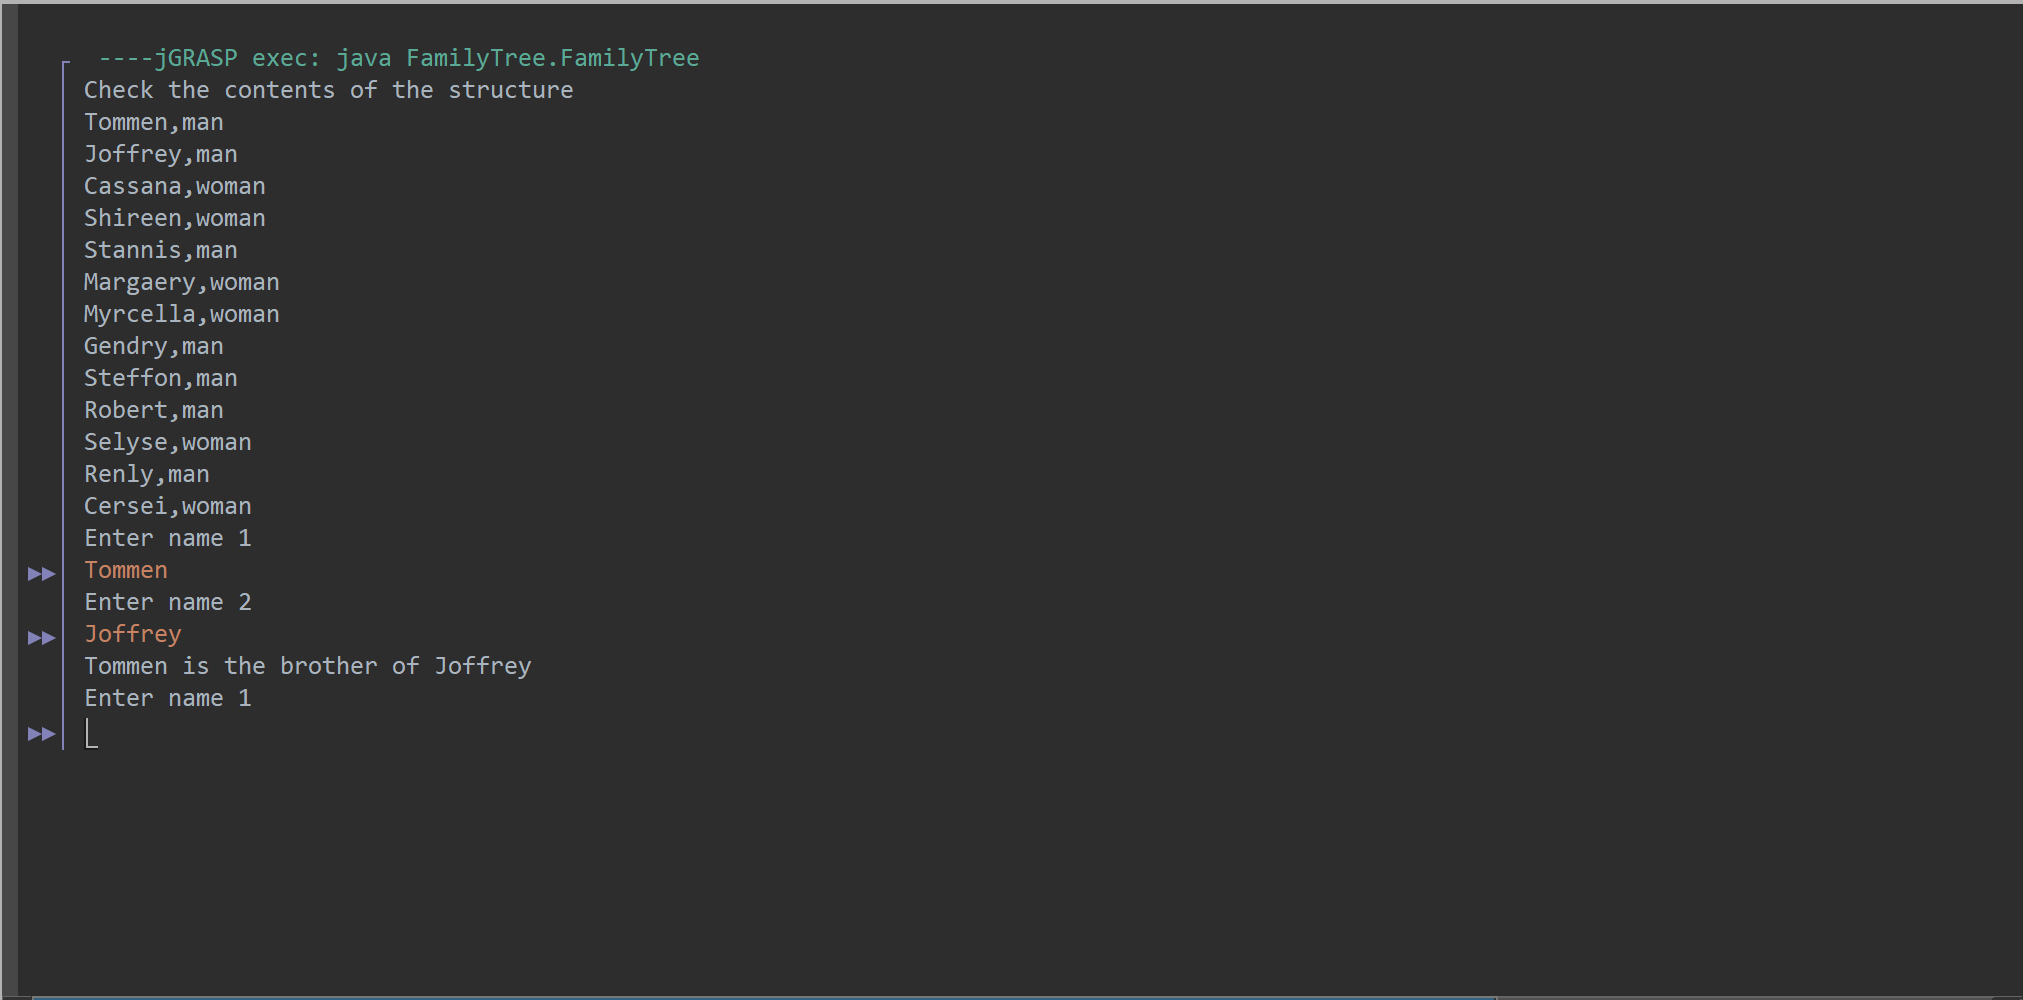 ----jGRASP exec: java FamilyTree.FamilyTree
Check the contents of the structure
Tommen,man
Joffrey,man
Cassana,woman
Shireen,woman
Stannis,man
Margaery,woman
Myrcella,woman
Gendry,man
Steffon,man
Robert,man
Selyse,woman
Renly,man
Cersei,woman
Enter name 1
Tommen
Enter name 2
Joffrey
Tommen is the brother of Joffrey
Enter name 1